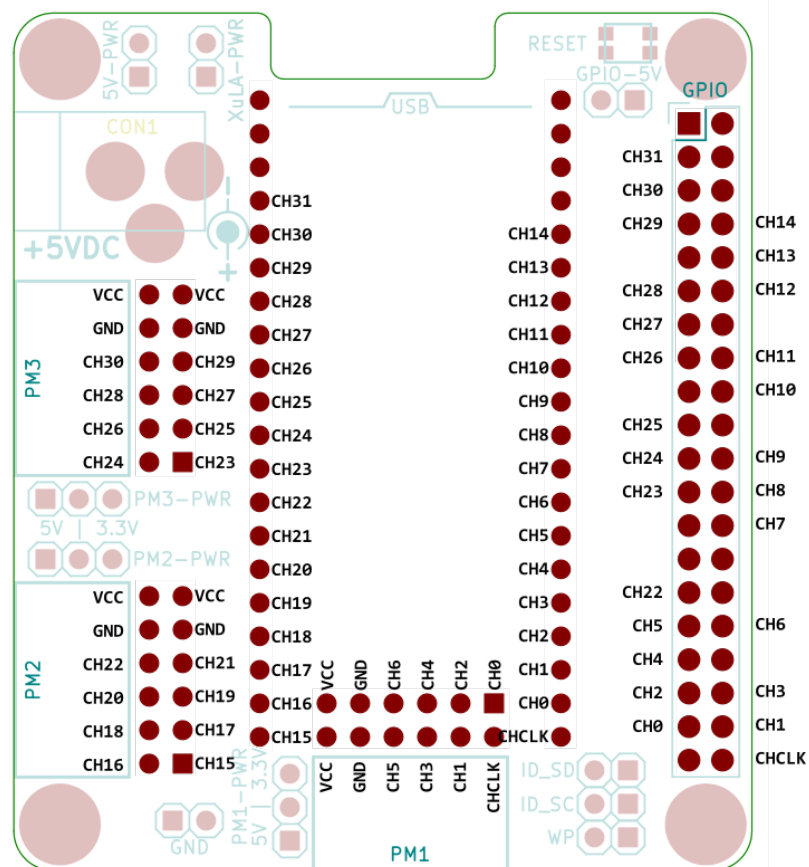 5V-PWR
XuLA-PWR
RESET
GPIO-5V
USB
GPIO
CON1
+5VDC
-
+
CH31
CH30
CH29
CH28
CH27
CH26
CH25
CH24
CH23
CH22
CH21
CH20
CH19
CH18
CH17
CH16
CH15
CH14
CH13
CH12
CH11
CH10
CH9
CH8
CH7
CH6
CH5
CH4
CH3
CH2
CH1
CH0
CHCLK
CH31
CH30
CH29 CH14
CH13
CH28 CH12
CH27
CH26 CH11
CH10
CH25
CH24 CH9
CH23 CH8
CH7
CH22
CH5 CH6
CH4
CH2 CH3
CH0 CH1
CHCLK
PM3
VCC VCC
GND GND
CH30 CH29
CH28 CH27
CH26 CH25
CH24 CH23
PM3-PWR
5V | 3.3V
PM2-PWR
PM2
VCC VCC
GND GND
CH22 CH21
CH20 CH19
CH18 CH17
CH16 CH15
VCC GND CH6 CH4 CH2 CH0
VCC GND CH5 CH3 CH1 CHCLK
PM1-PWR
5V | 3.3V
PM1
GND
ID_SD
ID_SC
WP